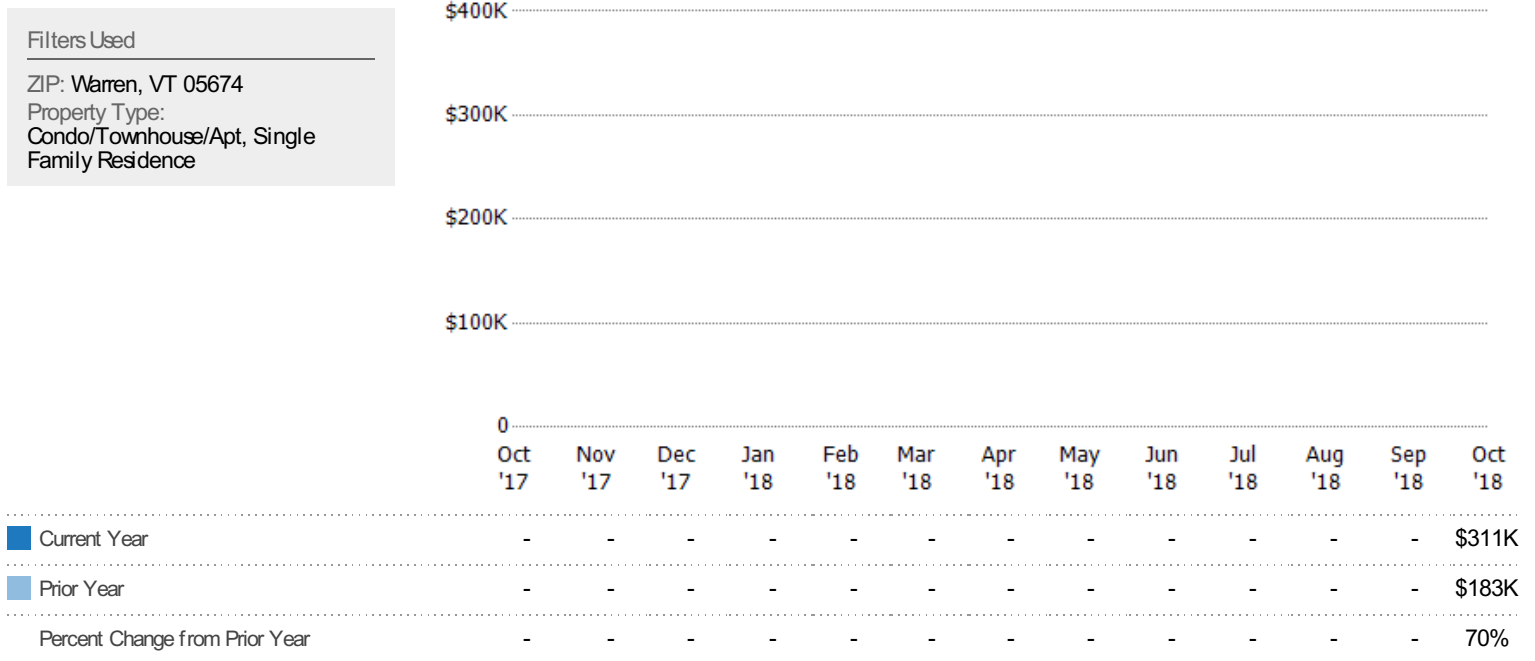 Filters Used
ZIP: Warren, VT 05674
Property Type:
Condo/Townhouse/Apt, Single
Family Residence
$400K
$300K
$200K
$100K
0
Oct Nov Dec Jan Feb Mar Apr May Jun Jul Aug Sep Oct
'17 '17 '17 '18 '18 '18 '18 '18 '18 '18 '18 '18 '18
Current Year - - - - - - - - - - - - $311K
Prior Year - - - - - - - - - - - - $183K
Percent Change from Prior Year - - - - - - - - - - - - 70%